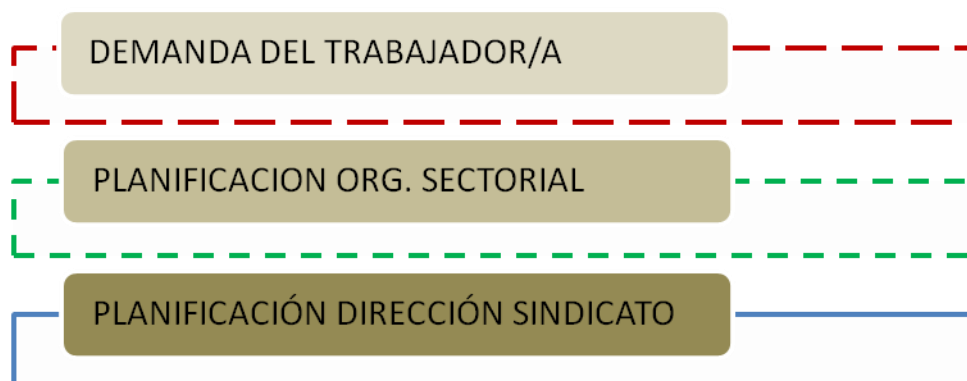 DEMANDA DEL TRABAJADOR/A
PLANIFICACION ORG. SECTORIAL
PLANIFICACIÓN DIRECCIÓN SINDICATO